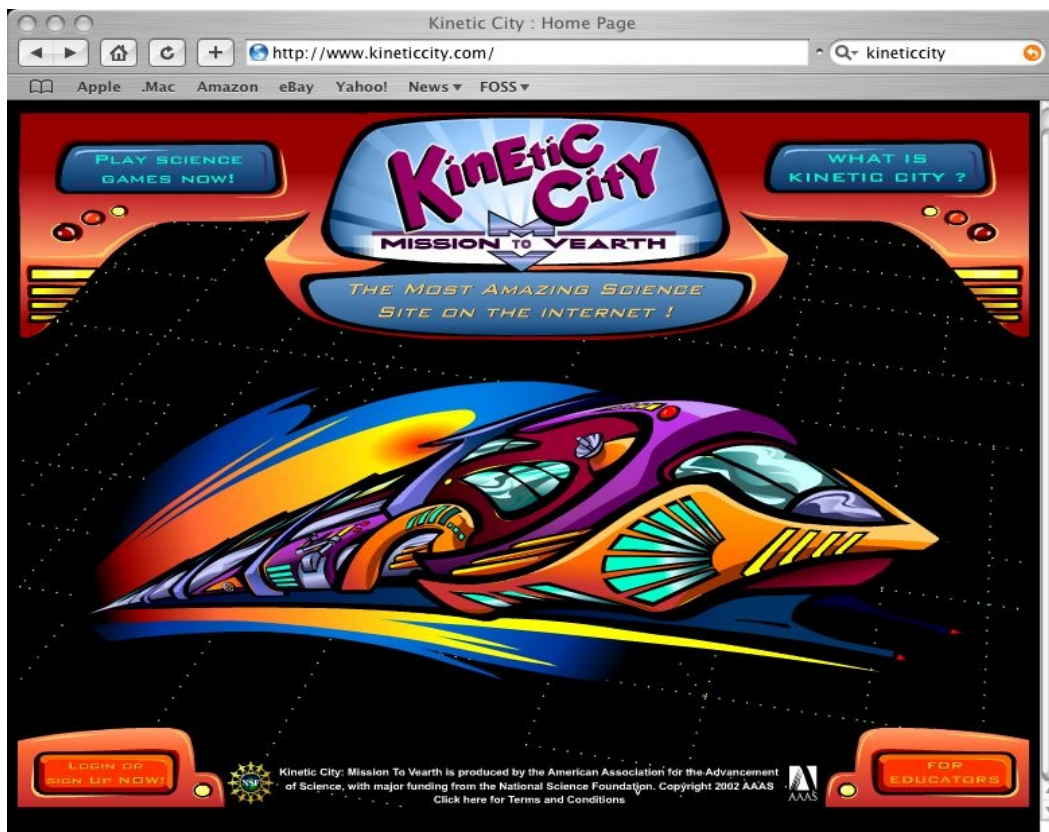 Kinetic City : Home Page
http://www.kineticcity.com/
kineticcity
Apple .Mac Amazon eBay Yahoo! News FOSS
PLAY SCIENCE
GAMES NOW!
KINETIC
CITY
MISSION TO VEARTH
WHAT IS
KINETIC CITY ?
THE MOST AMAZING SCIENCE
SITE ON THE INTERNET !
LOGIN OR
SIGN UP NOW!
NSF
Kinetic City: Mission To Vearth is produced by the American Association for the Advancement
of Science, with major funding from the National Science Foundation. Copyright 2002 AAAS
Click here for Terms and Conditions
AAAS
FOR
EDUCATORS